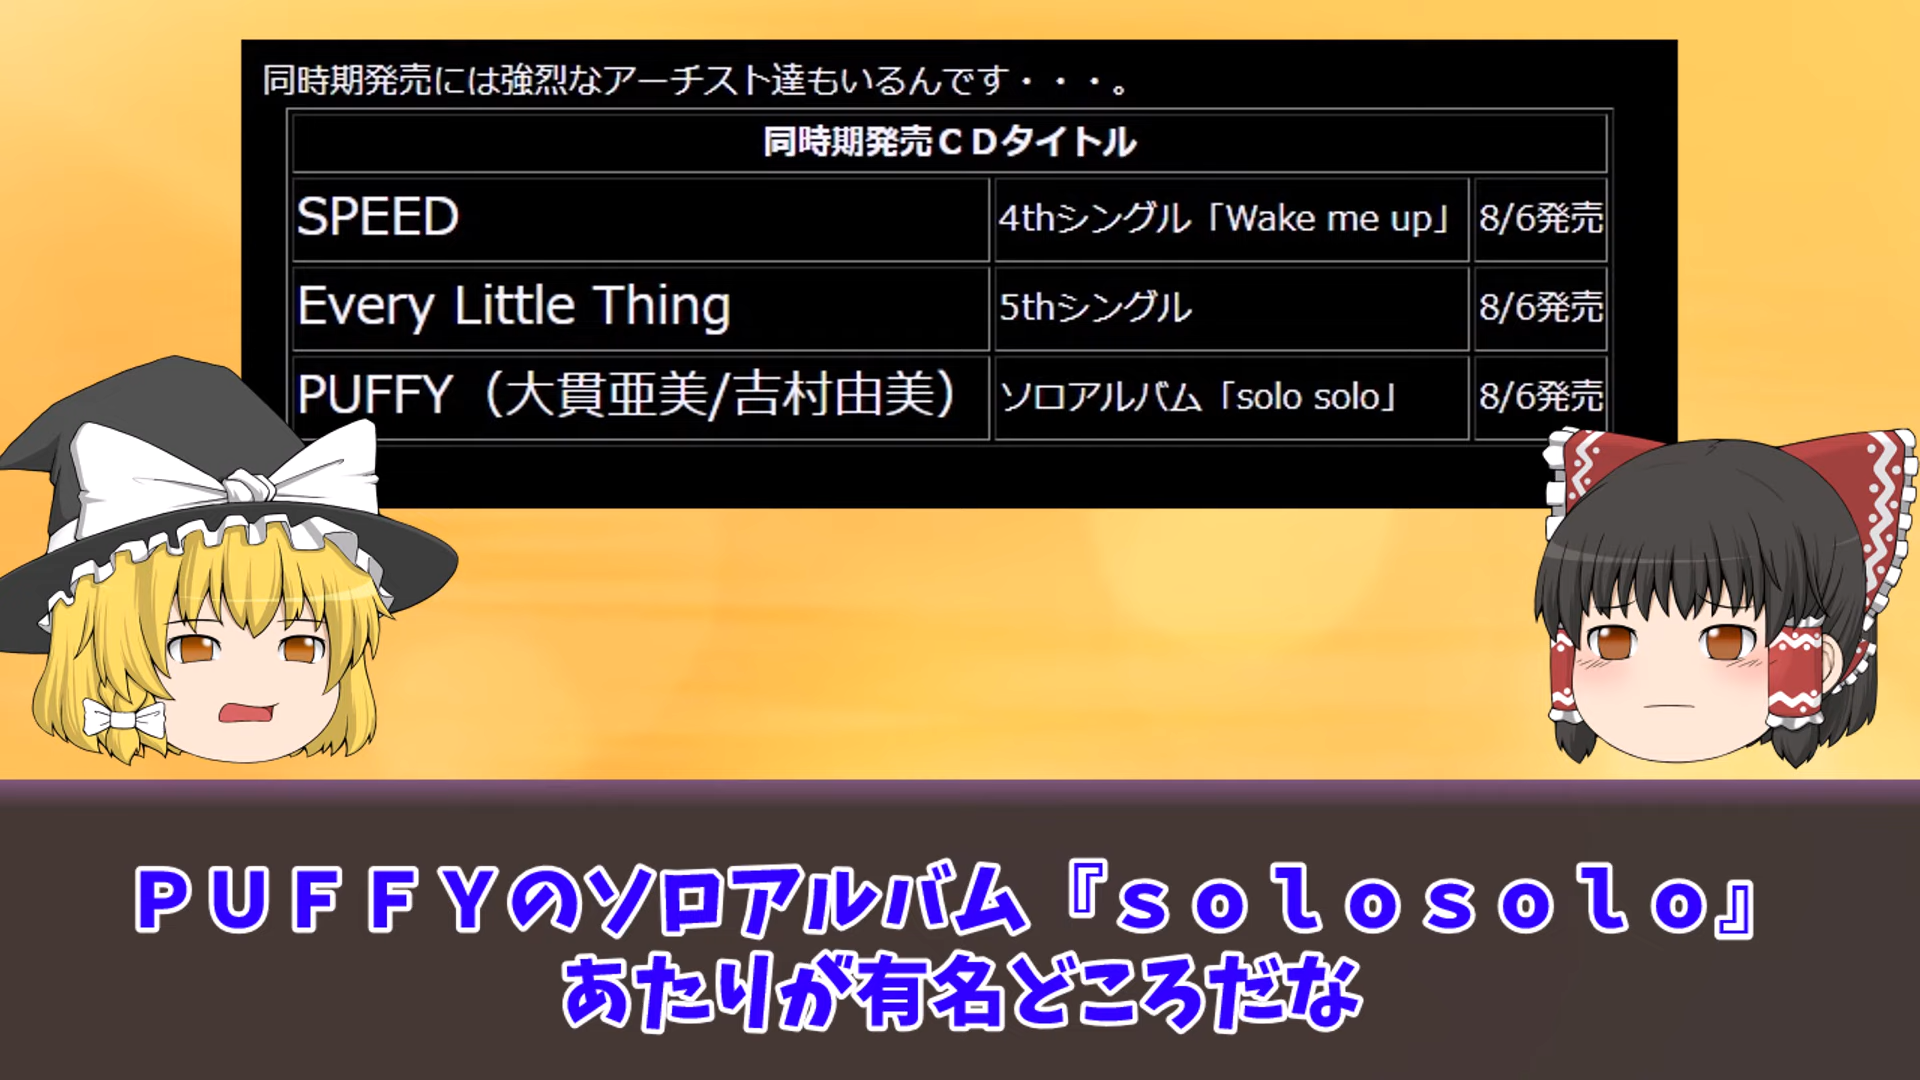 同時期発売には強烈なアーチスト達もいるんです・・・。
同時期発売ＣＤタイトル
SPEED 4thシングル「Wake me up」 8/6発売
Every Little Thing 5thシングル 8/6発売
PUFFY（大貫亜美/吉村由美） ソロアルバム「solo solo」 8/6発売
ＰＵＦＦＹのソロアルバム『ｓｏｌｏｓｏｌｏ』
あたりが有名どころだな